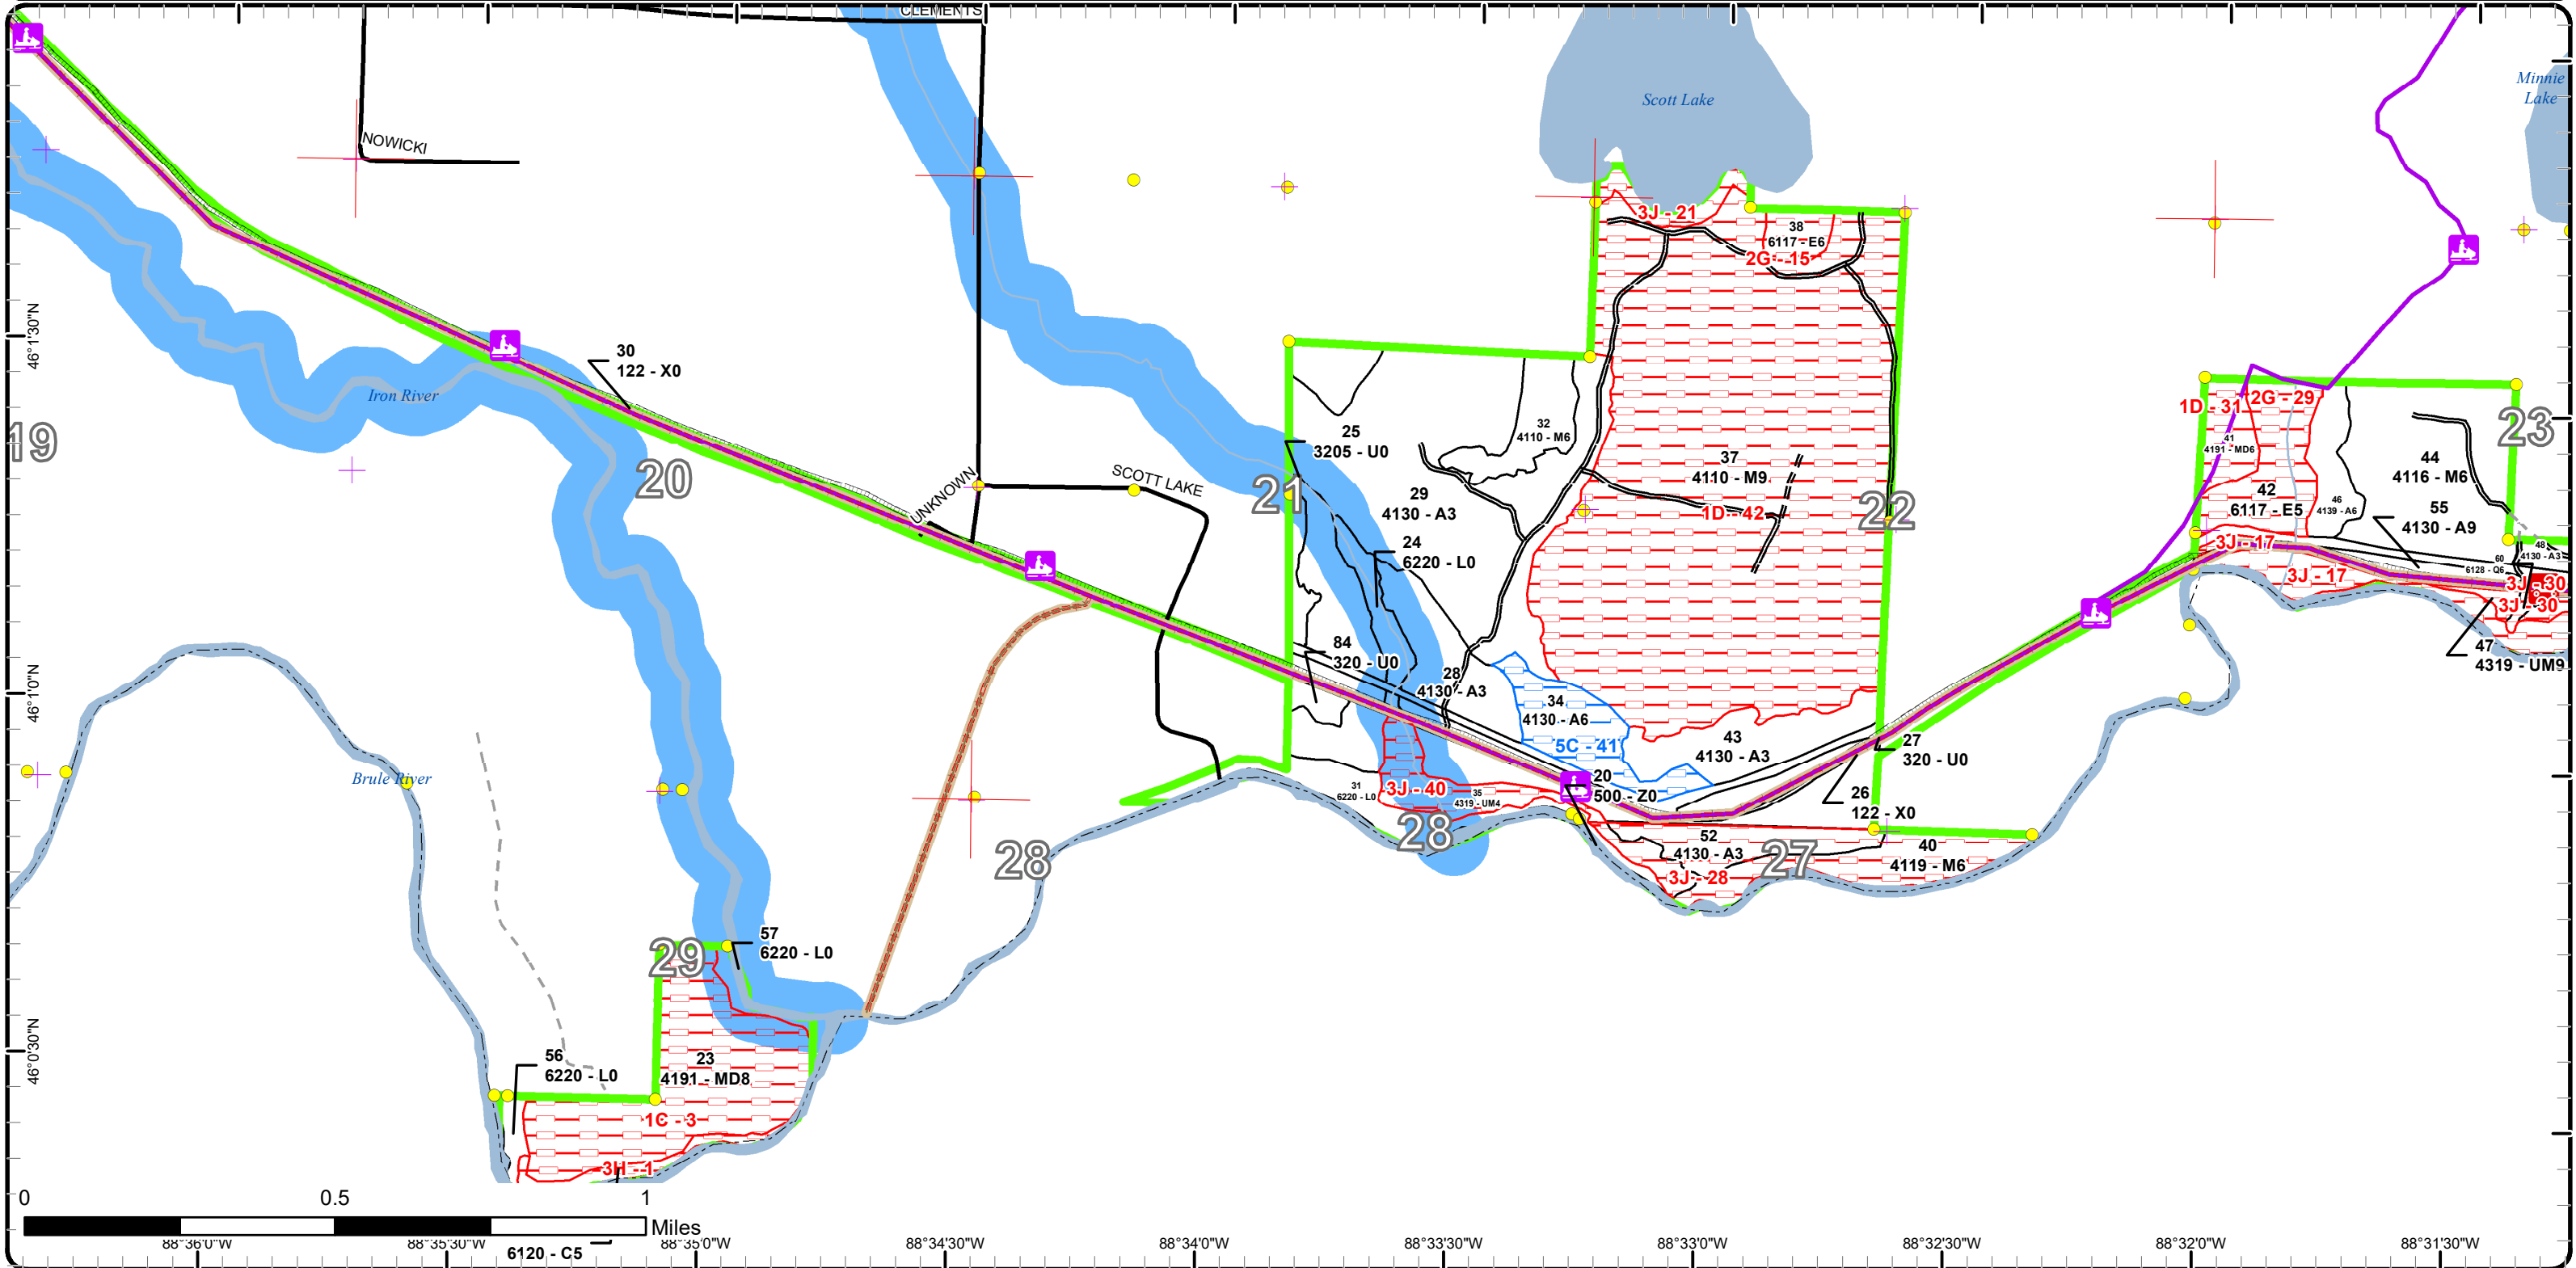 CLEMENTS
Minnie
Lake
Scott Lake
NOWICKI
3J - 21
38
6117 - E6
2G - 15
46°1'30"N
30
122 - X0
Iron River
19
20
UNKNOWN
SCOTT LAKE
21
25
3205 - U0
32
4110 - M6
29
4130 - A3
24
6220 - L0
37
4110 - M9
1D - 42
22
1D - 31
2G - 29
41
4191 - MD6
42
6117 - E5
46
4139 - A6
44
4116 - M6
55
4130 - A9
23
3J - 17
3J - 17
60
6128 - Q6
48
4130 - A3
3J - 30
3J - 30
47
4319 - UM9
84
320 - U0
28
4130 - A3
34
4130 - A6
5C - 41
43
4130 - A3
27
320 - U0
26
122 - X0
20
500 - Z0
46°1'0"N
Brule River
31
6220 - L0
3J - 40
35
4319 - UM4
28
28
52
4130 - A3
27
3J - 28
40
4119 - M6
29
57
6220 - L0
46°0'30"N
56
6220 - L0
23
4191 - MD8
1C - 3
3H - 1
0 0.5 1
Miles
88°36'0"W 88°35'30"W 88°35'0"W 88°34'30"W 88°34'0"W 88°33'30"W 88°33'0"W 88°32'30"W 88°32'0"W 88°31'30"W
6120 - C5